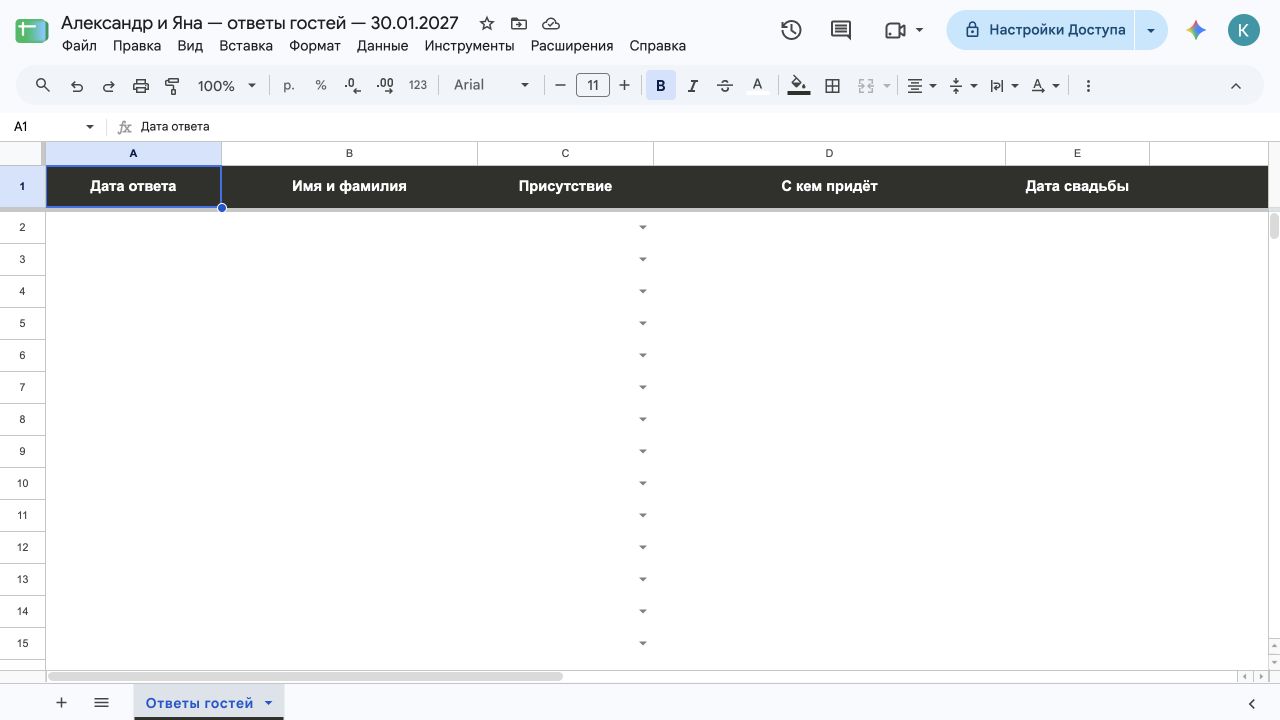 Александр и Яна — ответы гостей — 30.01.2027
Файл Правка Вид Вставка Формат Данные Инструменты Расширения Справка
Настройки Доступа
K
100% р. % .0 .00 123 Arial 11 B I S A
A1 fx Дата ответа
A B C D E
1 Дата ответа Имя и фамилия Присутствие С кем придёт Дата свадьбы
2
3
4
5
6
7
8
9
10
11
12
13
14
15
Ответы гостей